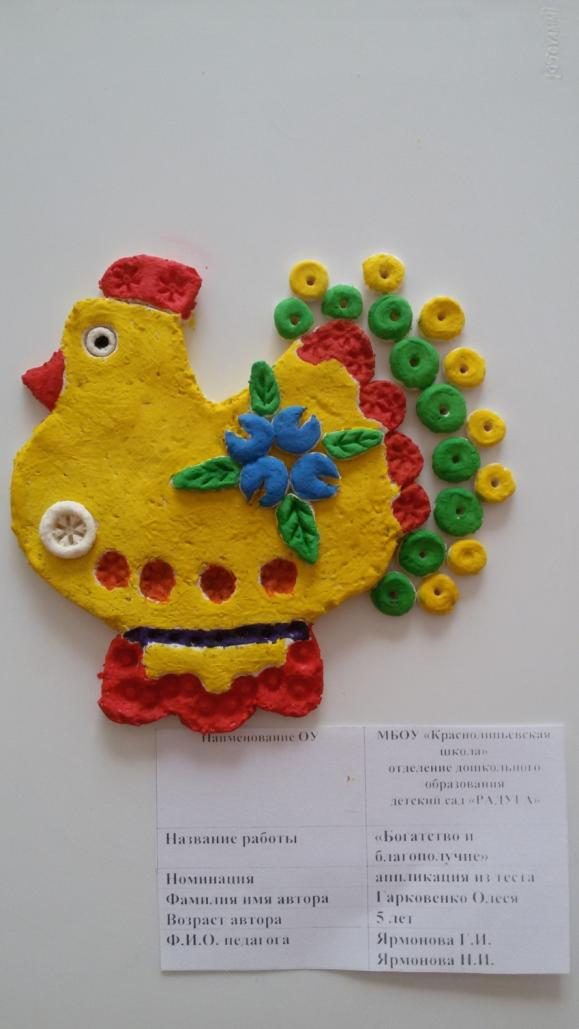 Наименование ОУ
МБОУ «Краснолипьевская
школа»
отделение дошкольного
образования
детский сад «РАДУГА»
Название работы
«Богатство и
благополучие»
Номинация
аппликация из теста
Фамилия имя автора
Гарковенко Олеся
Возраст автора
5 лет
Ф.И.О. педагога
Ярмонова Г.И.
Ярмонова Н.И.